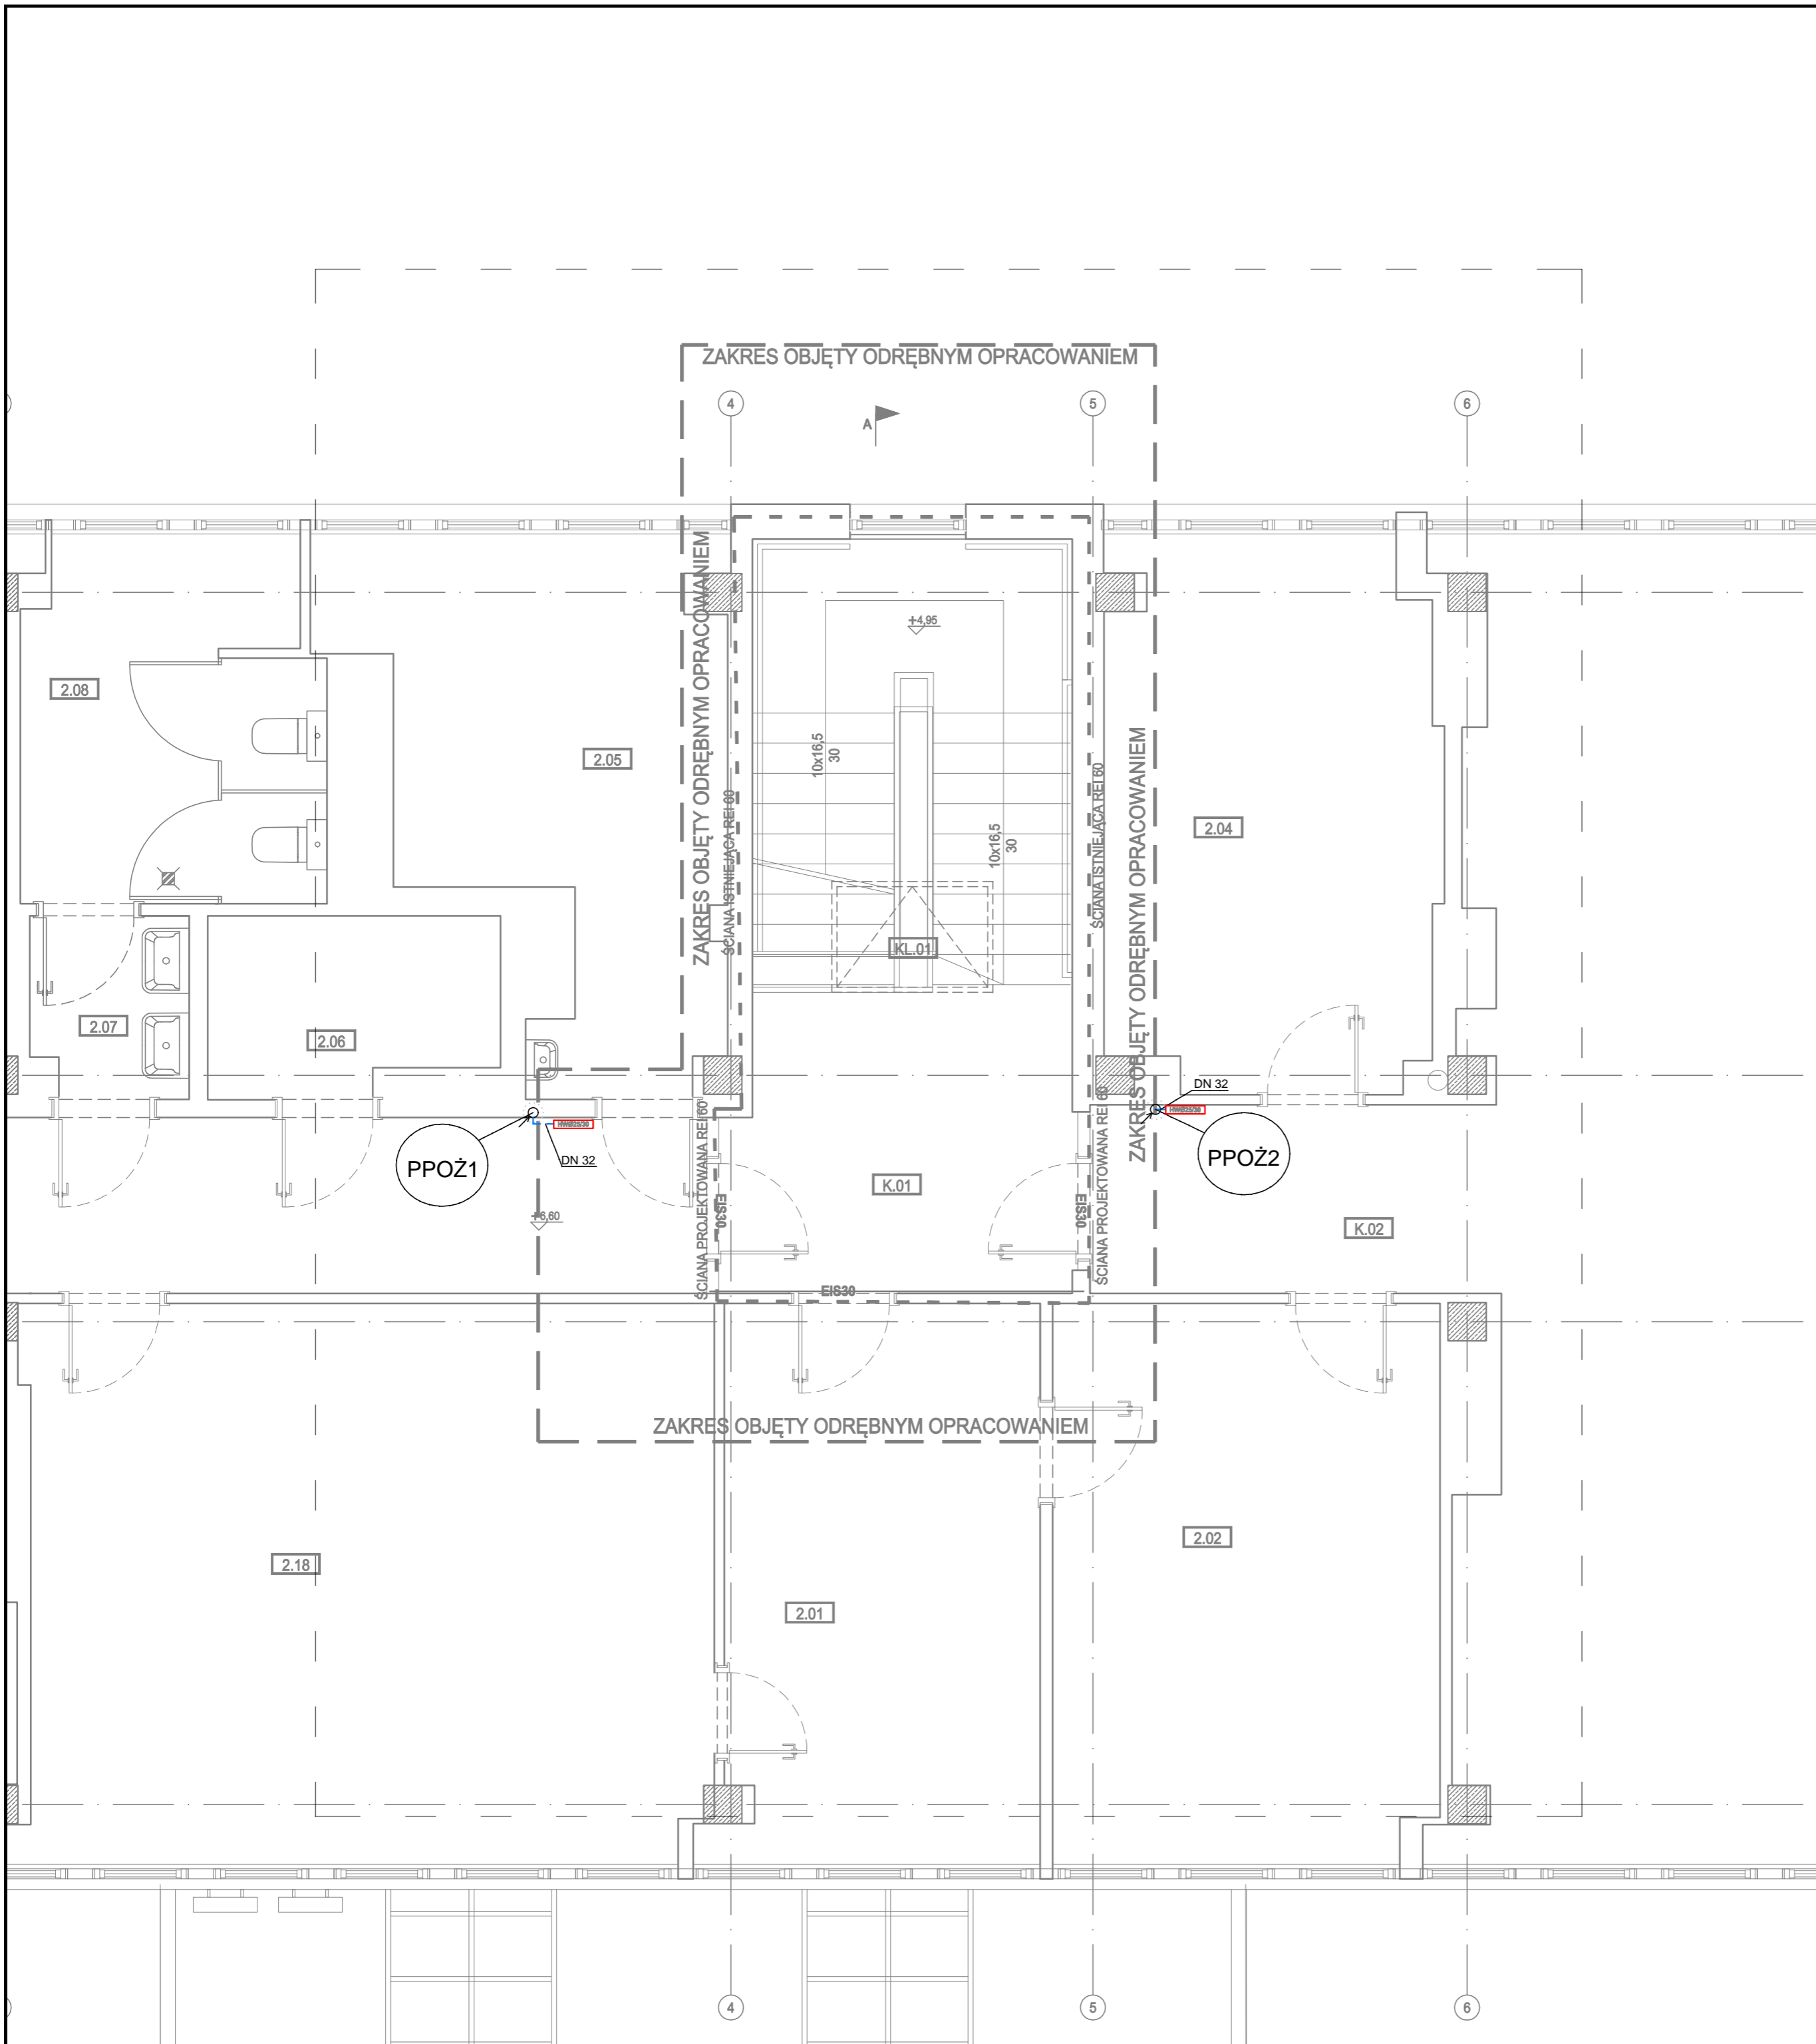 ZAKRES OBJĘTY ODRĘBNYM OPRACOWANIEM
4
5
6
A
ZAKRES OBJĘTY ODRĘBNYM OPRACOWANIEM
+4,95
2.08
2.05
10x16,5
30
ŚCIANA ISTNIEJĄCA REI 60
10x16,5
30
ŚCIANA ISTNIEJĄCA REI 60
ZAKRES OBJĘTY ODRĘBNYM OPRACOWANIEM
2.04
KL.01
2.07
2.06
DN 32
HWØ25/30
PPOŻ2
HWØ25/30
PPOŻ1
DN 32
ŚCIANA PROJEKTOWANA REI 60
EIS30
K.01
EIS30
ŚCIANA PROJEKTOWANA REI 60
+6,60
K.02
EIS30
ZAKRES OBJĘTY ODRĘBNYM OPRACOWANIEM
2.18
2.01
2.02
4
5
6